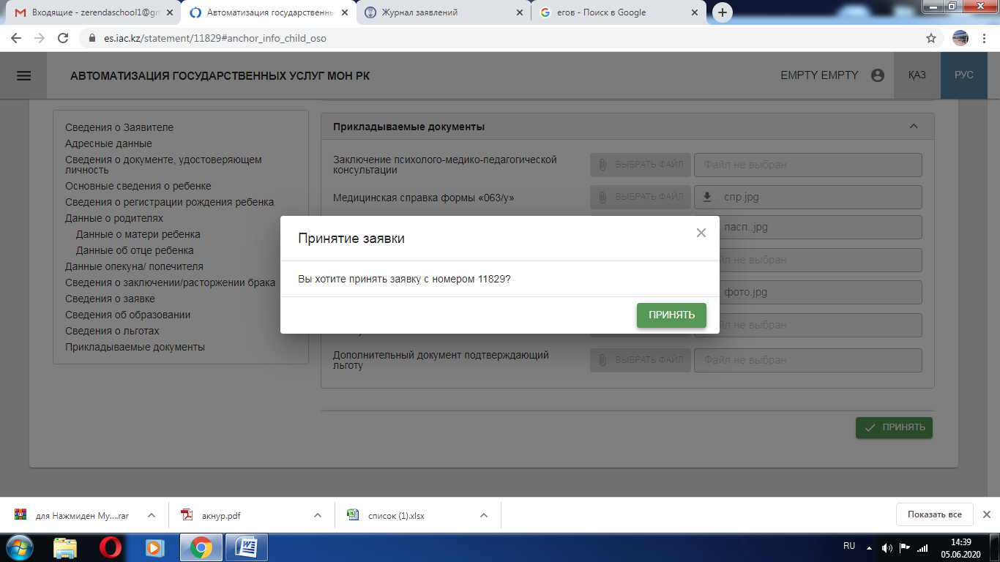 Входящие - zerendaschool1@gm
Автоматизация государственны
Журнал заявлений
егов - Поиск в Google
es.iac.kz/statement/11829#anchor_info_child_oso
АВТОМАТИЗАЦИЯ ГОСУДАРСТВЕННЫХ УСЛУГ МОН РК
EMPTY EMPTY
ҚАЗ
РУС
Сведения о Заявителе
Адресные данные
Сведения о документе, удостоверяющем
личность
Основные сведения о ребенке
Сведения о регистрации рождения ребенка
Данные о родителях
Данные о матери ребенка
Данные об отце ребенка
Данные опекуна/ попечителя
Сведения о заключении/расторжении брака
Сведения о заявке
Сведения об образовании
Сведения о льготах
Прикладываемые документы
Прикладываемые документы
Заключение психолого-медико-педагогической
консультации
ВЫБРАТЬ ФАЙЛ
Файл не выбран
Медицинская справка формы «063/у»
ВЫБРАТЬ ФАЙЛ
спр.jpg
пасп..jpg
йл не выбран
фото.jpg
йл не выбран
Дополнительный документ подтверждающий
льготу
ВЫБРАТЬ ФАЙЛ
Файл не выбран
Принятие заявки
Вы хотите принять заявку с номером 11829?
ПРИНЯТЬ
ПРИНЯТЬ
для Нажмиден Му....rar
акнур.pdf
список (1).xlsx
Показать все
RU
14:39
05.06.2020